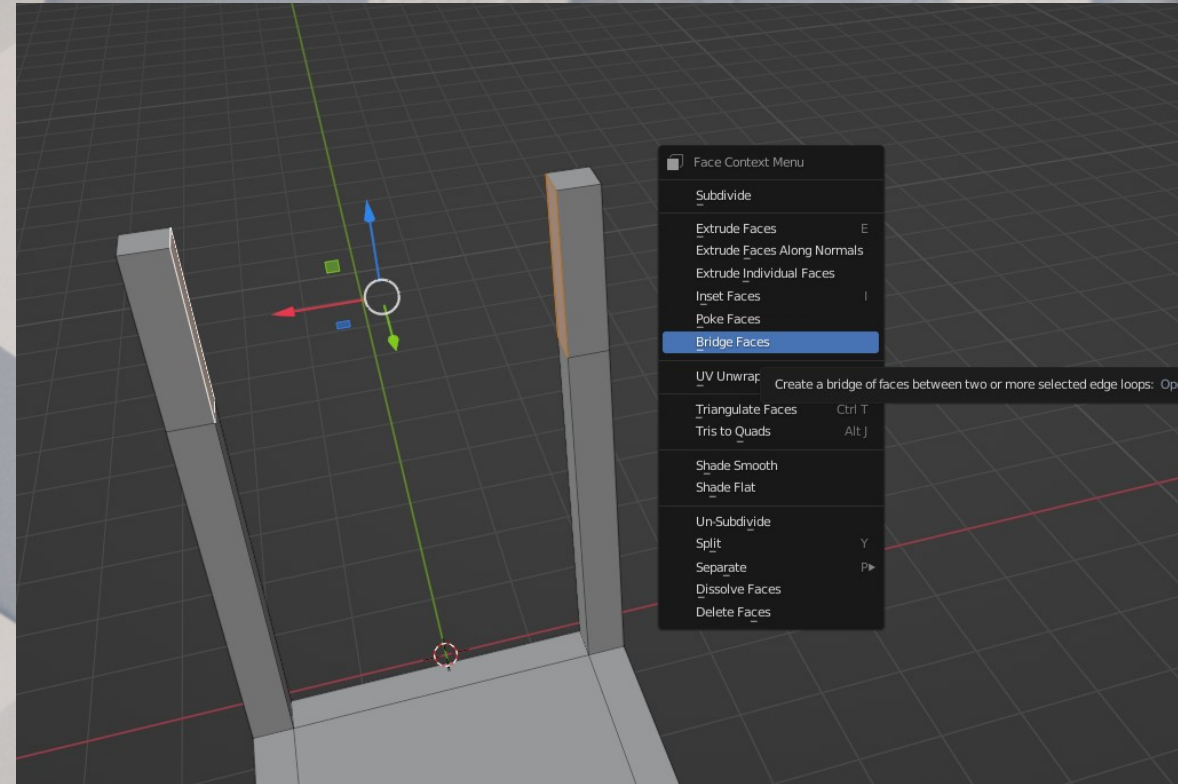 Face Context Menu
Subdivide
Extrude Faces E
Extrude Faces Along Normals
Extrude Individual Faces
Inset Faces I
Poke Faces
Bridge Faces
UV Unwrap
Create a bridge of faces between two or more selected edge loops:
Triangulate Faces Ctrl T
Tris to Quads Alt J
Shade Smooth
Shade Flat
Un-Subdivide
Split Y
Separate P
Dissolve Faces
Delete Faces